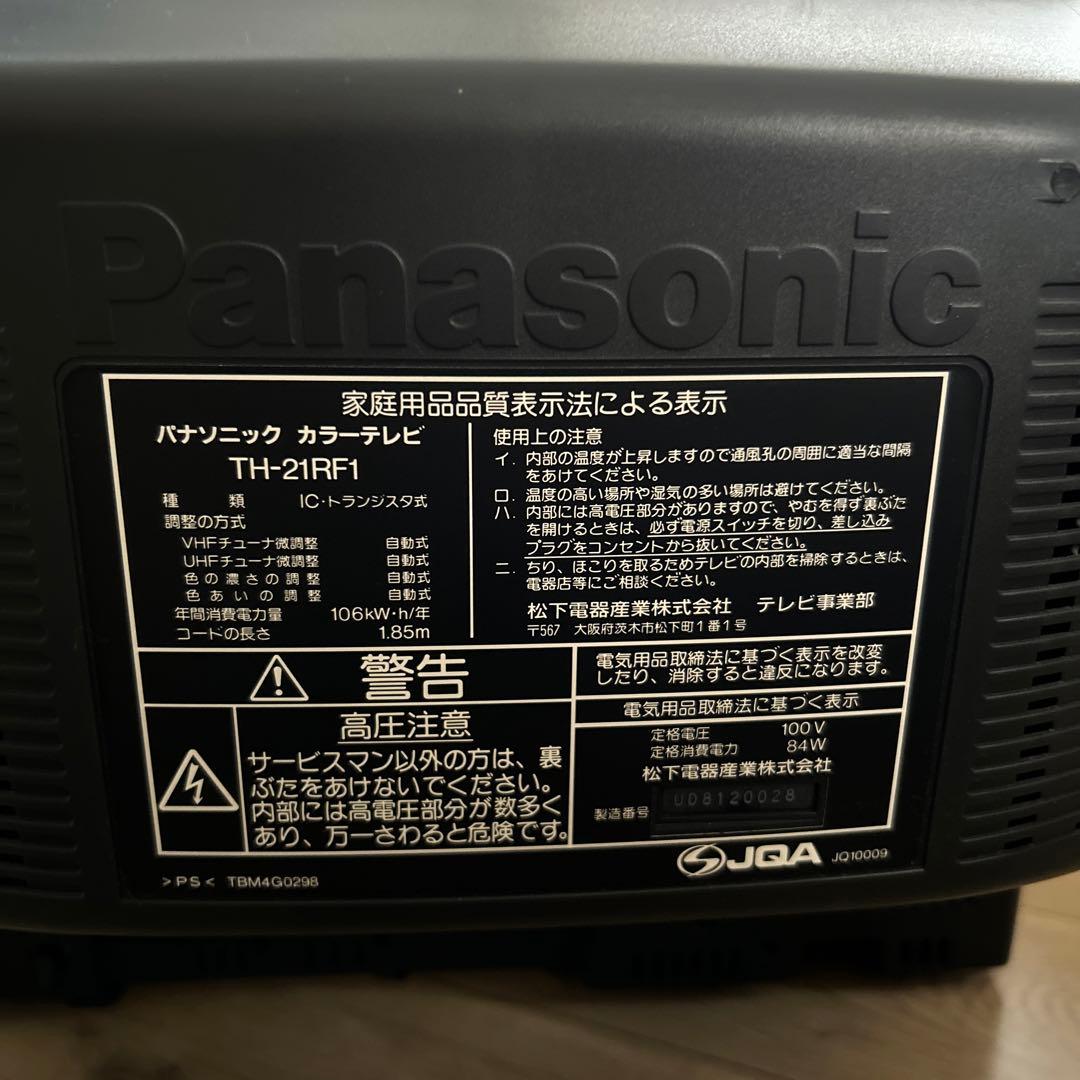 Panasonic
家庭用品品質表示法による表示
パナソニック カラーテレビ
TH-21RF1
種 類 IC・トランジスタ式
調整の方式
VHFチューナ微調整 自動式
UHFチューナ微調整 自動式
色の濃さの調整 自動式
色あいの調整 自動式
年間消費電力量 106kW・h/年
コードの長さ 1.85m
使用上の注意
イ. 内部の温度が上昇しますので通風孔の周囲に適当な間隔
をあけてください。
ロ. 温度の高い場所や湿気の多い場所は避けてください。
ハ. 内部には高電圧部分がありますので、やむを得ず裏ぶた
を開けるときは、必ず電源スイッチを切り、差し込み
プラグをコンセントから抜いてください。
ニ. ちり、ほこりを取るためテレビの内部を掃除するときは、
電器店等にご相談ください。
松下電器産業株式会社 テレビ事業部
〒567 大阪府茨木市松下町1番1号
警告
高圧注意
サービスマン以外の方は、裏
ぶたをあけないでください。
内部には高電圧部分が数多く
あり、万一さわると危険です。
電気用品取締法に基づく表示を改変
したり、消除すると違反になります。
電気用品取締法に基づく表示
定格電圧 100V
定格消費電力 84W
松下電器産業株式会社
製造番号 UD8120028
JQA JQ10009
>PS< TBM4G0298